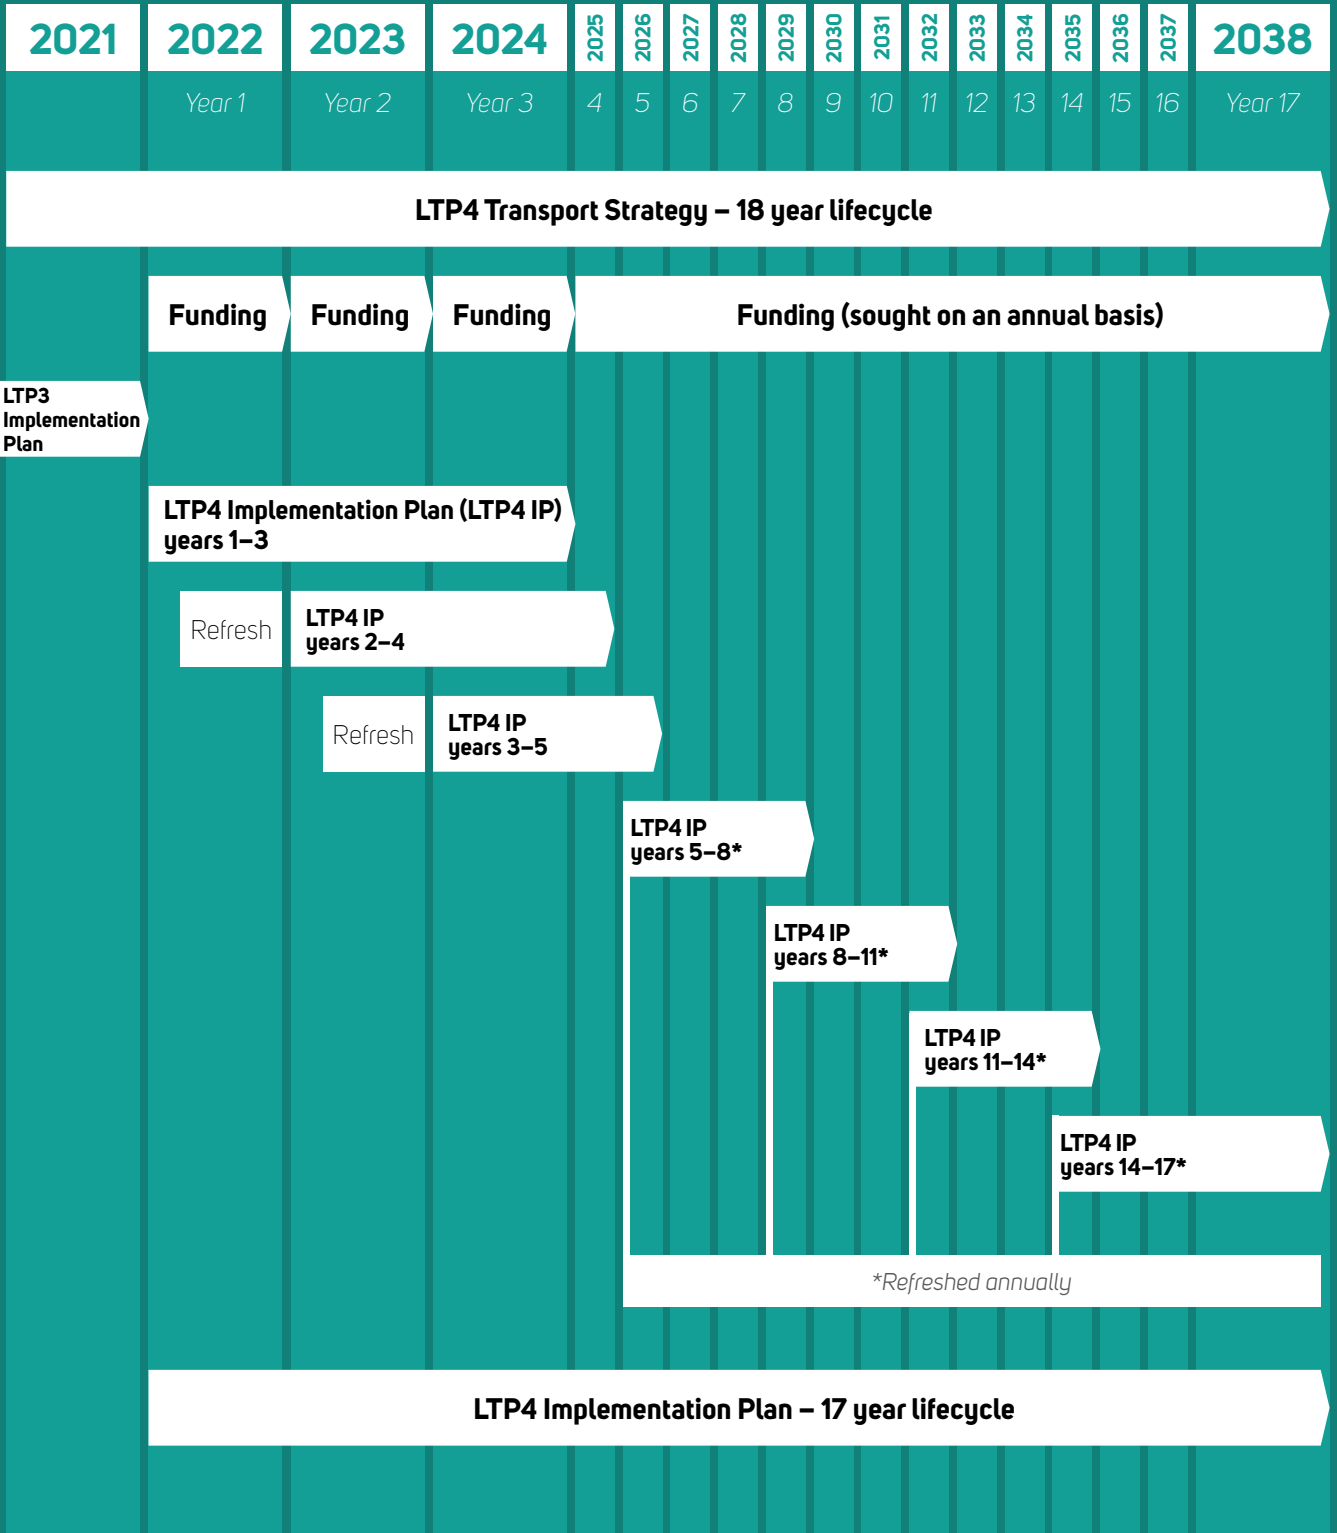 2021 2022 2023 2024 2025 2026 2027 2028 2029 2030 2031 2032 2033 2034 2035 2036 2037 2038
Year 1 Year 2 Year 3 4 5 6 7 8 9 10 11 12 13 14 15 16 Year 17
LTP4 Transport Strategy – 18 year lifecycle
Funding Funding Funding Funding (sought on an annual basis)
LTP3
Implementation
Plan
LTP4 Implementation Plan (LTP4 IP)
years 1–3
Refresh
LTP4 IP
years 2–4
Refresh
LTP4 IP
years 3–5
LTP4 IP
years 5–8*
LTP4 IP
years 8–11*
LTP4 IP
years 11–14*
LTP4 IP
years 14–17*
*Refreshed annually
LTP4 Implementation Plan – 17 year lifecycle